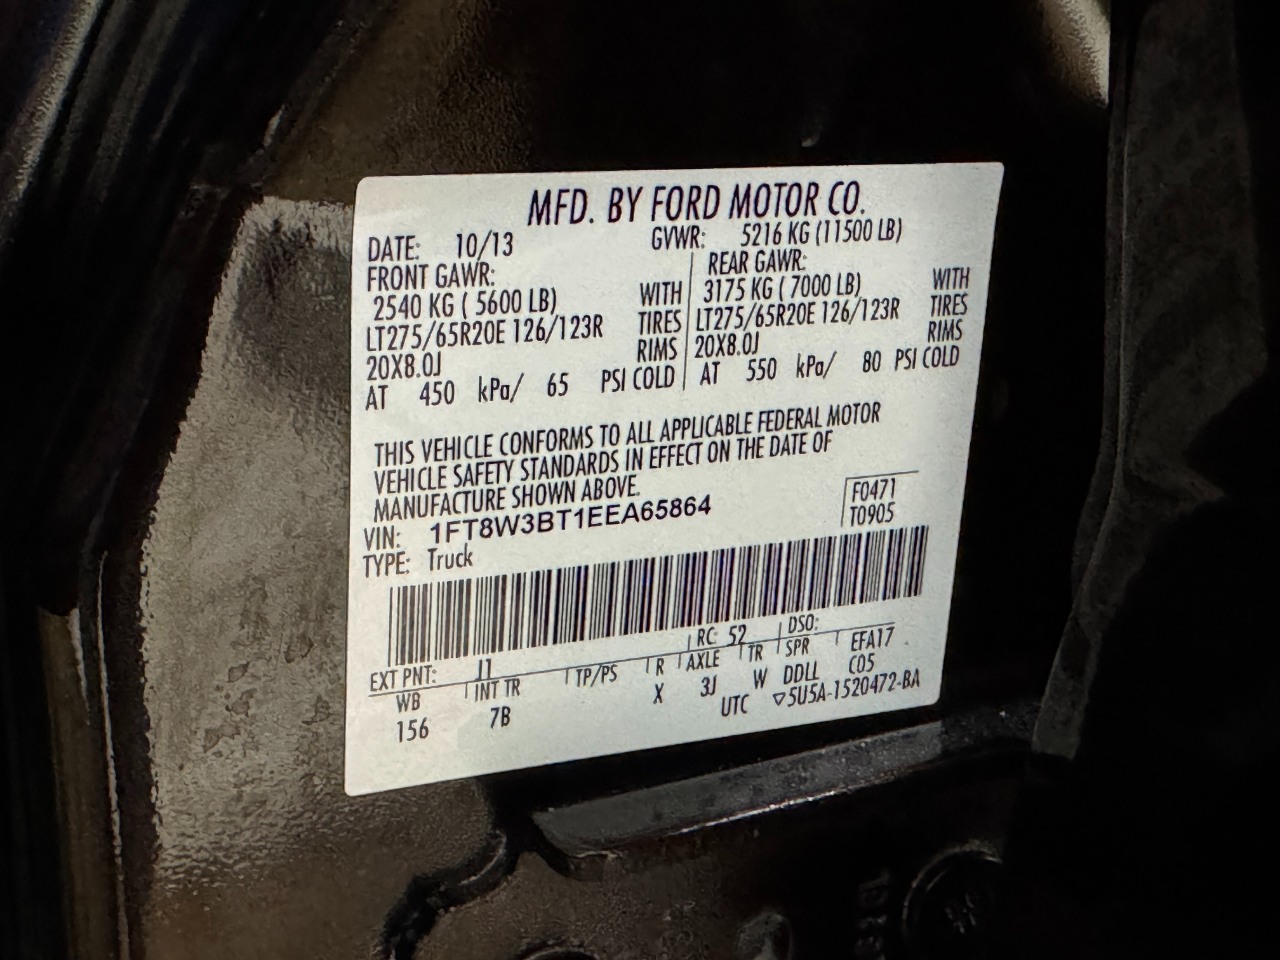 MFD. BY FORD MOTOR CO.
DATE: 10/13 GVWR: 5216 KG (11500 LB)
FRONT GAWR: REAR GAWR:
2540 KG ( 5600 LB) WITH 3175 KG ( 7000 LB) WITH
LT275/65R20E 126/123R TIRES LT275/65R20E 126/123R TIRES
20X8.0J RIMS 20X8.0J RIMS
AT 450 kPa/ 65 PSI COLD AT 550 kPa/ 80 PSI COLD
THIS VEHICLE CONFORMS TO ALL APPLICABLE FEDERAL MOTOR
VEHICLE SAFETY STANDARDS IN EFFECT ON THE DATE OF
MANUFACTURE SHOWN ABOVE.
VIN: 1FT8W3BT1EEA65864 F0471
TYPE: Truck T0905
EXT PNT: J1 RC: 52 DSO:
WB INT TR TP/PS R AXLE TR SPR EFA17
156 7B X 3J W DDLL C05
UTC ▽5U5A-1520472-BA